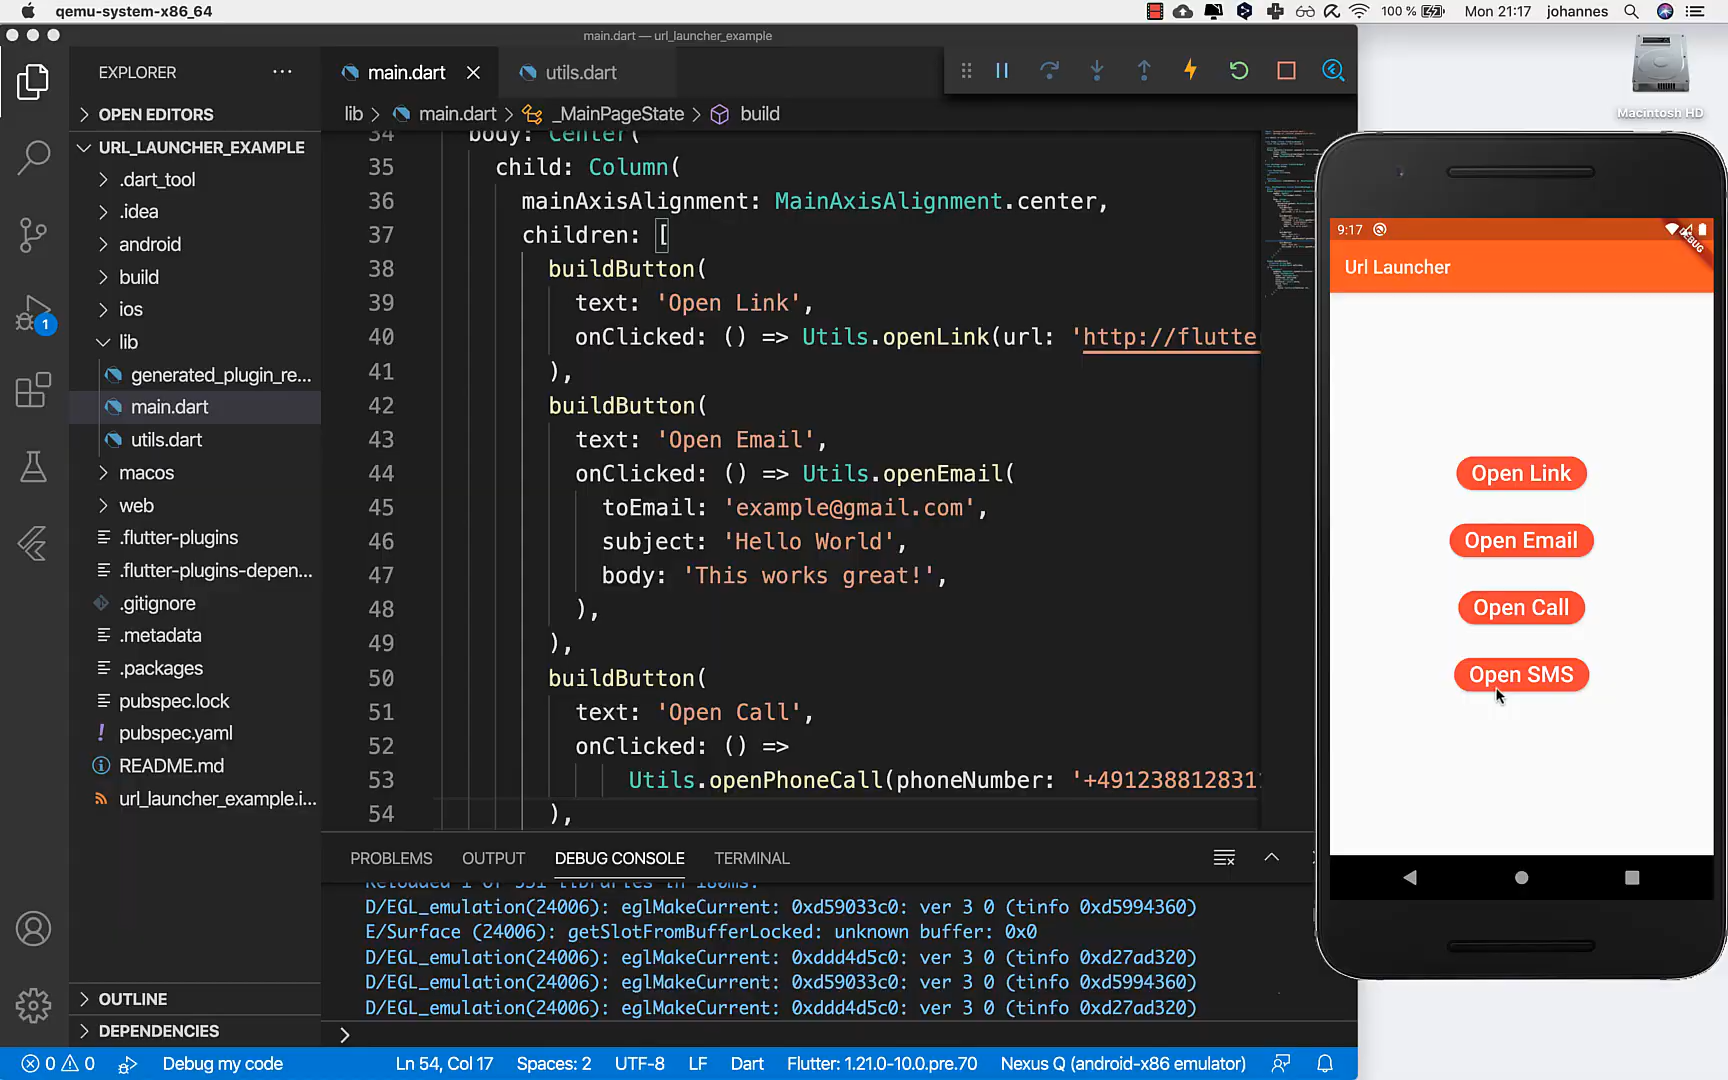 qemu-system-x86_64
100 %
Mon 21:17
johannes
main.dart — url_launcher_example
Macintosh HD
EXPLORER
main.dart
utils.dart
OPEN EDITORS
lib
main.dart
_MainPageState
build
URL_LAUNCHER_EXAMPLE
.dart_tool
.idea
android
build
ios
lib
generated_plugin_re...
main.dart
utils.dart
macos
web
.flutter-plugins
.flutter-plugins-depen...
.gitignore
.metadata
.packages
pubspec.lock
! pubspec.yaml
README.md
url_launcher_example.i...
OUTLINE
DEPENDENCIES
1
34 body: Center(
35 child: Column(
36 mainAxisAlignment: MainAxisAlignment.center,
37 children: [
38 buildButton(
39 text: 'Open Link',
40 onClicked: () => Utils.openLink(url: 'http://flutte
41 ),
42 buildButton(
43 text: 'Open Email',
44 onClicked: () => Utils.openEmail(
45 toEmail: 'example@gmail.com',
46 subject: 'Hello World',
47 body: 'This works great!',
48 ),
49 ),
50 buildButton(
51 text: 'Open Call',
52 onClicked: () =>
53 Utils.openPhoneCall(phoneNumber: '+491238812831
54 ),
PROBLEMS
OUTPUT
DEBUG CONSOLE
TERMINAL
Reloaded 1 of 551 libraries in 180ms.
D/EGL_emulation(24006): eglMakeCurrent: 0xd59033c0: ver 3 0 (tinfo 0xd5994360)
E/Surface (24006): getSlotFromBufferLocked: unknown buffer: 0x0
D/EGL_emulation(24006): eglMakeCurrent: 0xddd4d5c0: ver 3 0 (tinfo 0xd27ad320)
D/EGL_emulation(24006): eglMakeCurrent: 0xd59033c0: ver 3 0 (tinfo 0xd5994360)
D/EGL_emulation(24006): eglMakeCurrent: 0xddd4d5c0: ver 3 0 (tinfo 0xd27ad320)
9:17
DEBUG
Url Launcher
Open Link
Open Email
Open Call
Open SMS
0
0
Debug my code
Ln 54, Col 17
Spaces: 2
UTF-8
LF
Dart
Flutter: 1.21.0-10.0.pre.70
Nexus Q (android-x86 emulator)